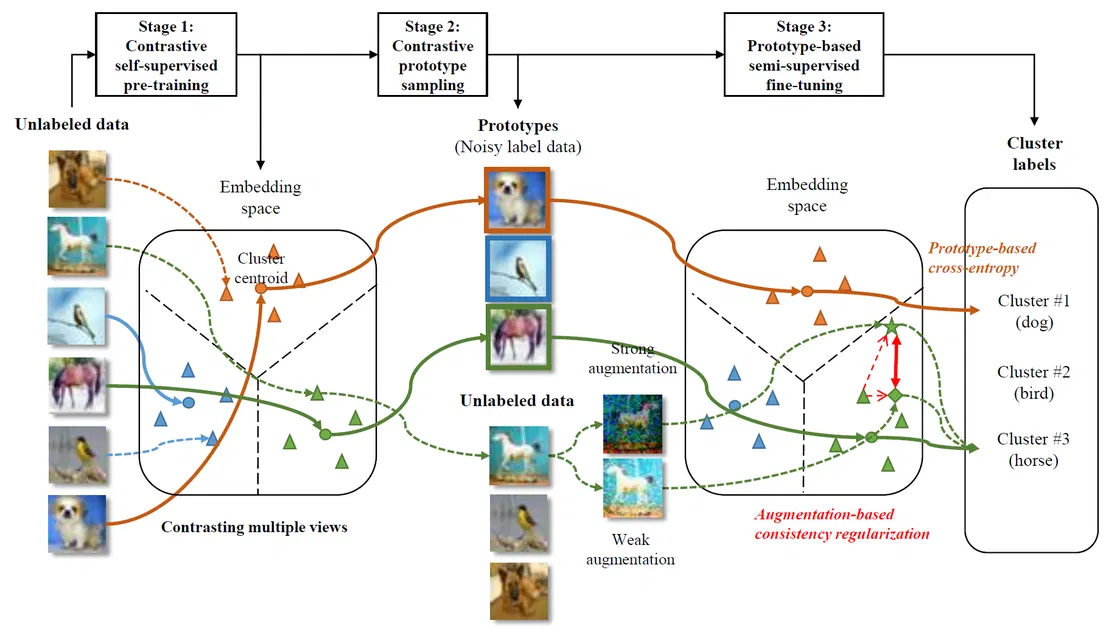 Stage 1:
Contrastive
self-supervised
pre-training
Stage 2:
Contrastive
prototype
sampling
Stage 3:
Prototype-based
semi-supervised
fine-tuning
Unlabeled data
Embedding
space
Cluster
centroid
Contrasting multiple views
Prototypes
(Noisy label data)
Unlabeled data
Strong
augmentation
Weak
augmentation
Embedding
space
Prototype-based
cross-entropy
Augmentation-based
consistency regularization
Cluster
labels
Cluster #1
(dog)
Cluster #2
(bird)
Cluster #3
(horse)